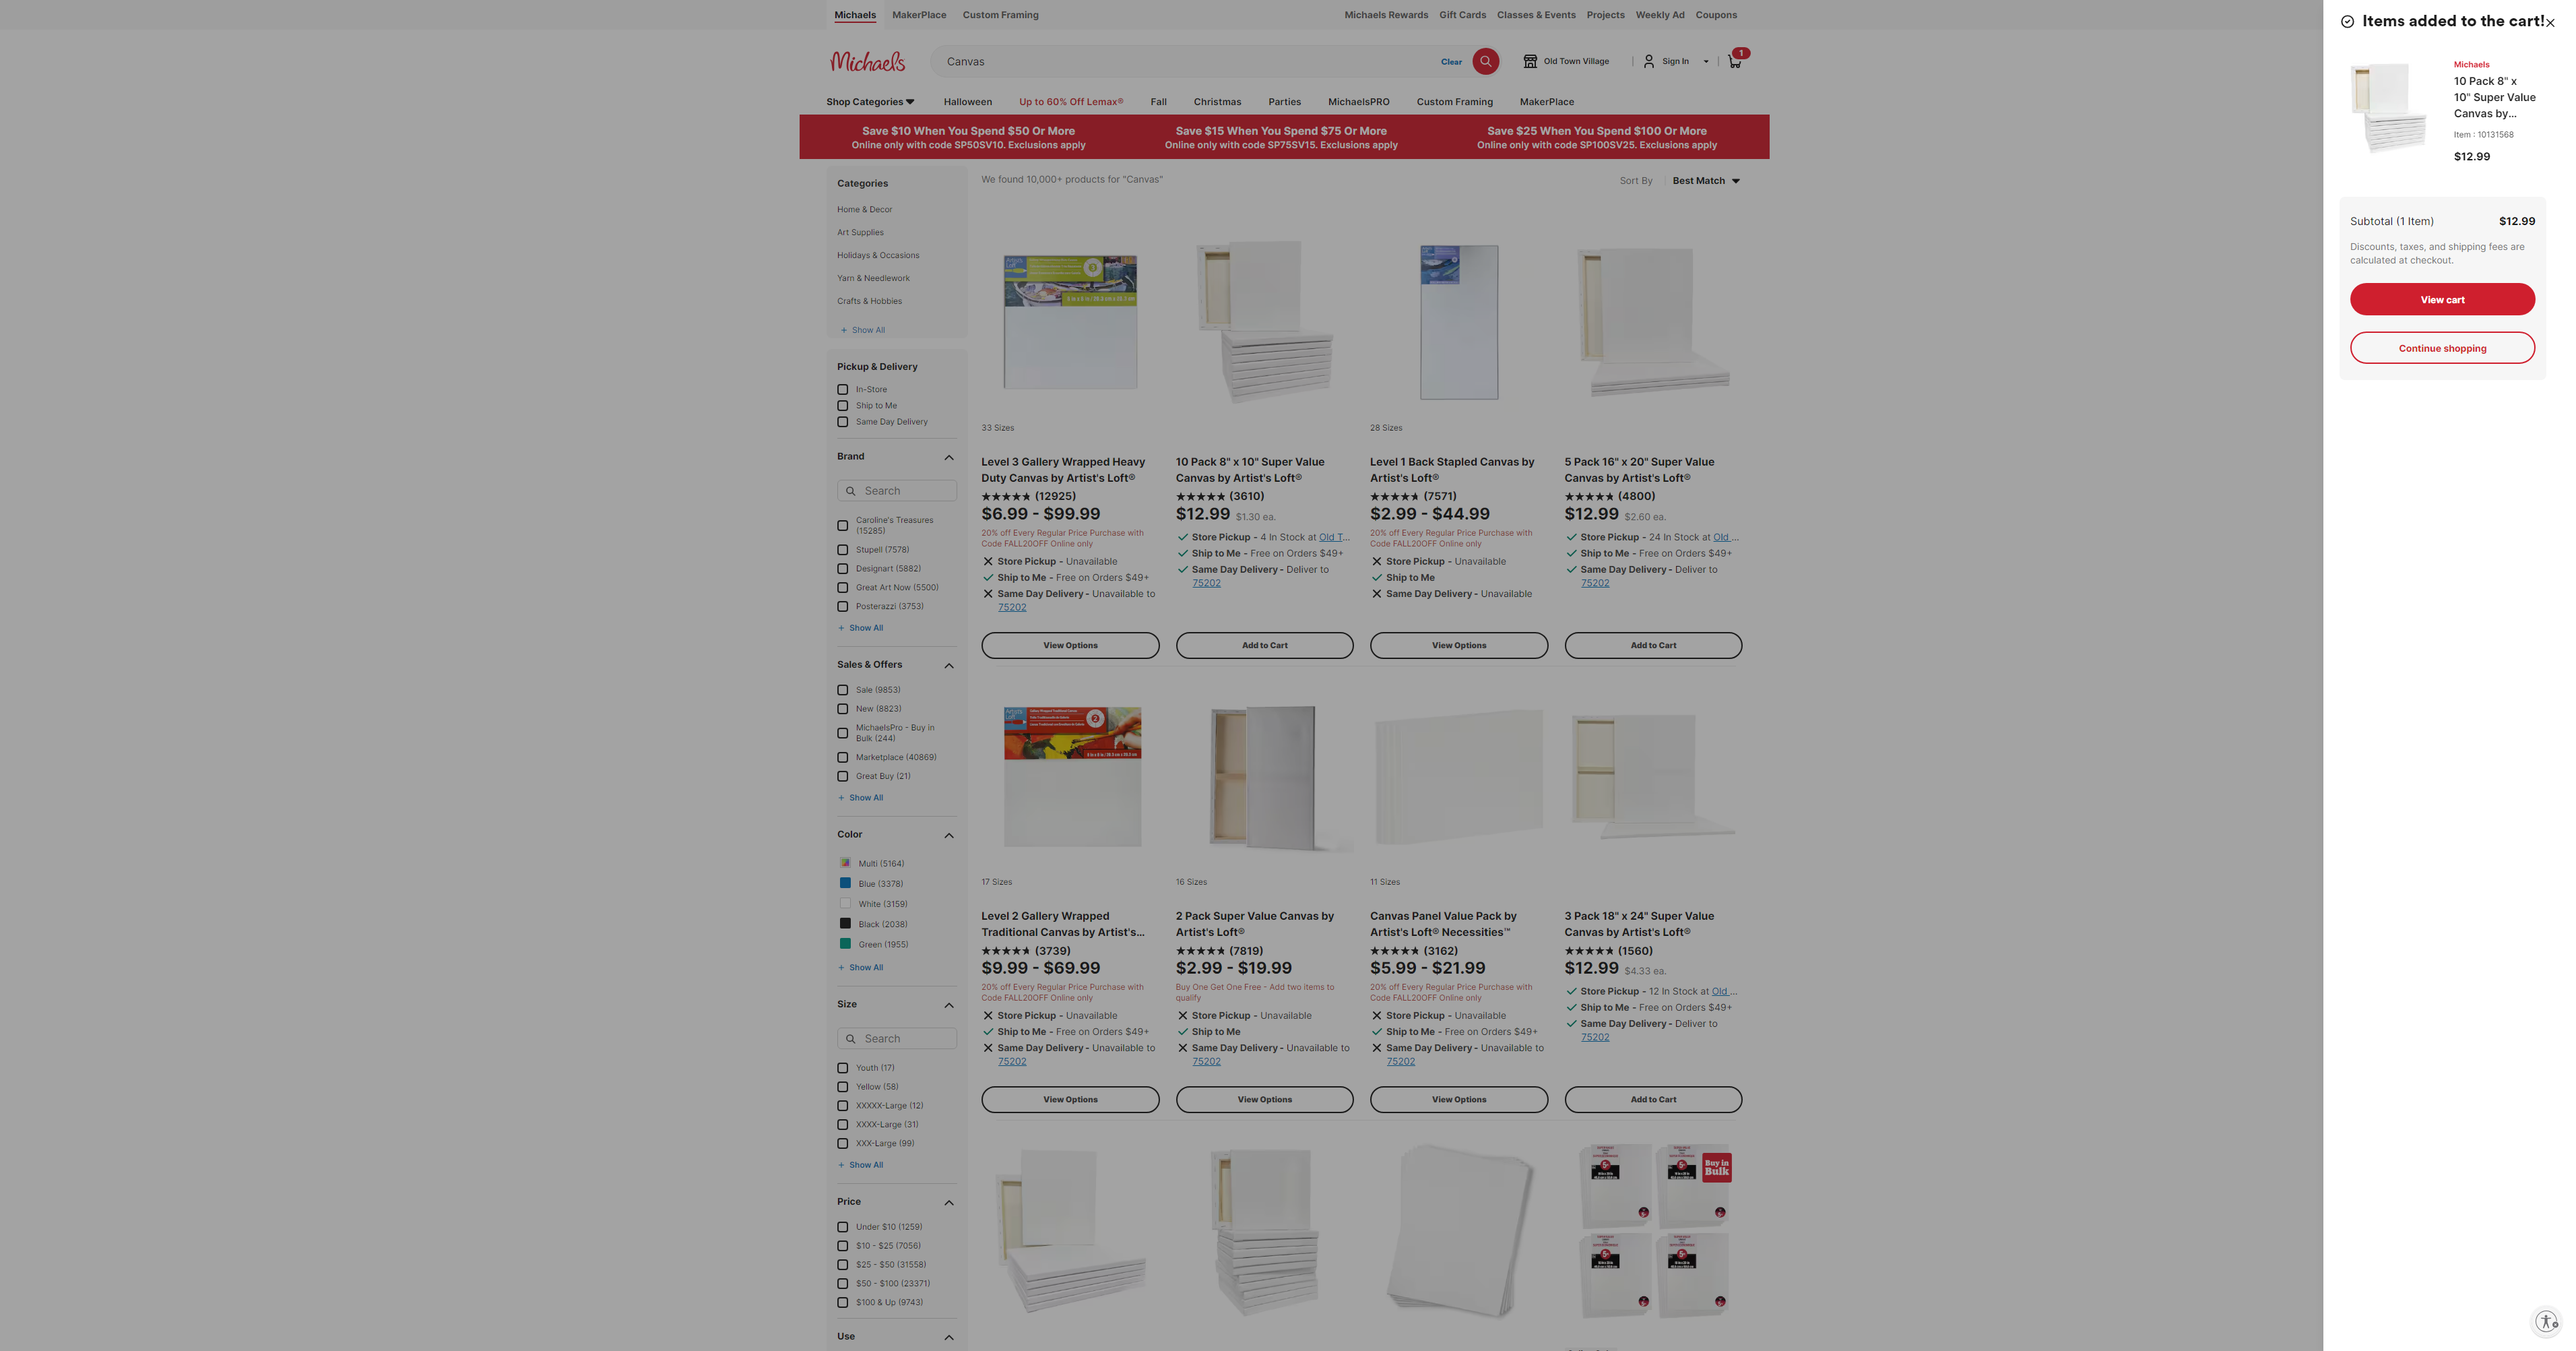 Michaels MakerPlace Custom Framing
Michaels Rewards Gift Cards Classes & Events Projects Weekly Ad Coupons
Michaels
Canvas Clear
Old Town Village
Sign In
1
Shop Categories Halloween Up to 60% Off Lemax® Fall Christmas Parties MichaelsPRO Custom Framing MakerPlace
Save $10 When You Spend $50 Or More
Online only with code SP50SV10. Exclusions apply
Save $15 When You Spend $75 Or More
Online only with code SP75SV15. Exclusions apply
Save $25 When You Spend $100 Or More
Online only with code SP100SV25. Exclusions apply
Categories
Home & Decor
Art Supplies
Holidays & Occasions
Yarn & Needlework
Crafts & Hobbies
+ Show All
Pickup & Delivery
In-Store
Ship to Me
Same Day Delivery
Brand
Search
Caroline's Treasures
(15285)
Stupell (7578)
Designart (5882)
Great Art Now (5500)
Posterazzi (3753)
+ Show All
Sales & Offers
Sale (9853)
New (8823)
MichaelsPro - Buy in
Bulk (244)
Marketplace (40869)
Great Buy (21)
+ Show All
Color
Multi (5164)
Blue (3378)
White (3159)
Black (2038)
Green (1955)
+ Show All
Size
Search
Youth (17)
Yellow (58)
XXXXX-Large (12)
XXXX-Large (31)
XXX-Large (99)
+ Show All
Price
Under $10 (1259)
$10 - $25 (7056)
$25 - $50 (31558)
$50 - $100 (23371)
$100 & Up (9743)
Use
We found 10,000+ products for "Canvas"
Sort By Best Match
33 Sizes
Level 3 Gallery Wrapped Heavy
Duty Canvas by Artist's Loft®
(12925)
$6.99 - $99.99
20% off Every Regular Price Purchase with
Code FALL20OFF Online only
Store Pickup - Unavailable
Ship to Me - Free on Orders $49+
Same Day Delivery - Unavailable to
75202
View Options
10 Pack 8" x 10" Super Value
Canvas by Artist's Loft®
(3610)
$12.99 $1.30 ea.
Store Pickup - 4 In Stock at Old T...
Ship to Me - Free on Orders $49+
Same Day Delivery - Deliver to
75202
Add to Cart
28 Sizes
Level 1 Back Stapled Canvas by
Artist's Loft®
(7571)
$2.99 - $44.99
20% off Every Regular Price Purchase with
Code FALL20OFF Online only
Store Pickup - Unavailable
Ship to Me
Same Day Delivery - Unavailable
View Options
5 Pack 16" x 20" Super Value
Canvas by Artist's Loft®
(4800)
$12.99 $2.60 ea.
Store Pickup - 24 In Stock at Old ...
Ship to Me - Free on Orders $49+
Same Day Delivery - Deliver to
75202
Add to Cart
17 Sizes
Level 2 Gallery Wrapped
Traditional Canvas by Artist's...
(3739)
$9.99 - $69.99
20% off Every Regular Price Purchase with
Code FALL20OFF Online only
Store Pickup - Unavailable
Ship to Me - Free on Orders $49+
Same Day Delivery - Unavailable to
75202
View Options
16 Sizes
2 Pack Super Value Canvas by
Artist's Loft®
(7819)
$2.99 - $19.99
Buy One Get One Free - Add two items to
qualify
Store Pickup - Unavailable
Ship to Me
Same Day Delivery - Unavailable to
75202
View Options
11 Sizes
Canvas Panel Value Pack by
Artist's Loft® Necessities™
(3162)
$5.99 - $21.99
20% off Every Regular Price Purchase with
Code FALL20OFF Online only
Store Pickup - Unavailable
Ship to Me - Free on Orders $49+
Same Day Delivery - Unavailable to
75202
View Options
3 Pack 18" x 24" Super Value
Canvas by Artist's Loft®
(1560)
$12.99 $4.33 ea.
Store Pickup - 12 In Stock at Old ...
Ship to Me - Free on Orders $49+
Same Day Delivery - Deliver to
75202
Add to Cart
Buy in
Bulk
Items added to the cart!
Michaels
10 Pack 8" x
10" Super Value
Canvas by...
Item : 10131568
$12.99
Subtotal (1 Item) $12.99
Discounts, taxes, and shipping fees are
calculated at checkout.
View cart
Continue shopping